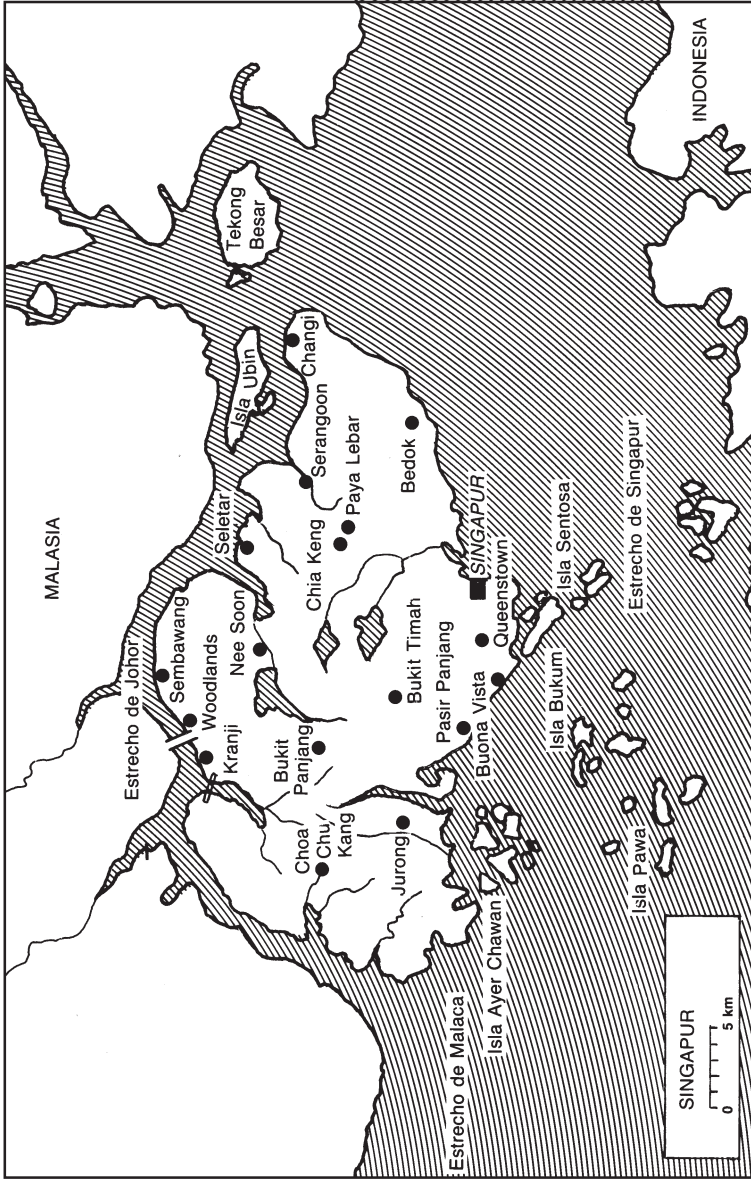 MALASIA
INDONESIA
Tekong
Besar
Isla Ubin
Changi
Serangoon
Seletar
Paya Lebar
Chia Keng
Bedok
Estrecho de Johor
Sembawang
Woodlands
Kranji
Nee Soon
Bukit
Panjang
Choa
Chu
Kang
Bukit Timah
Pasir Panjang
Buona Vista
Queenstown
SINGAPUR
Jurong
Isla Sentosa
Isla Bukum
Estrecho de Singapur
Isla Pawa
Isla Ayer Chawan
Estrecho de Malaca
SINGAPUR
0 5 km